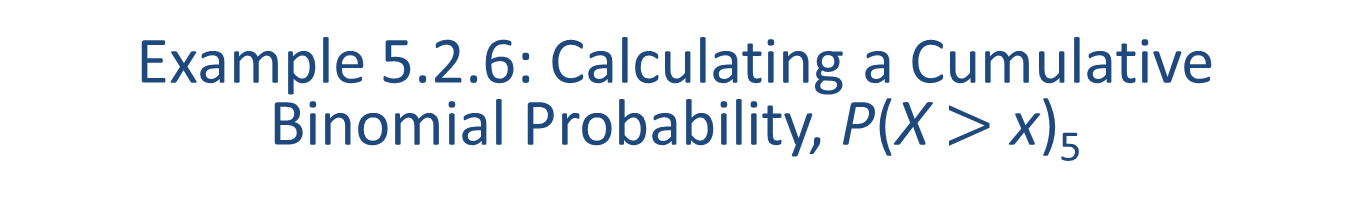 Example 5.2.6: Calculating a Cumulative
Binomial Probability, P(X > x)₅